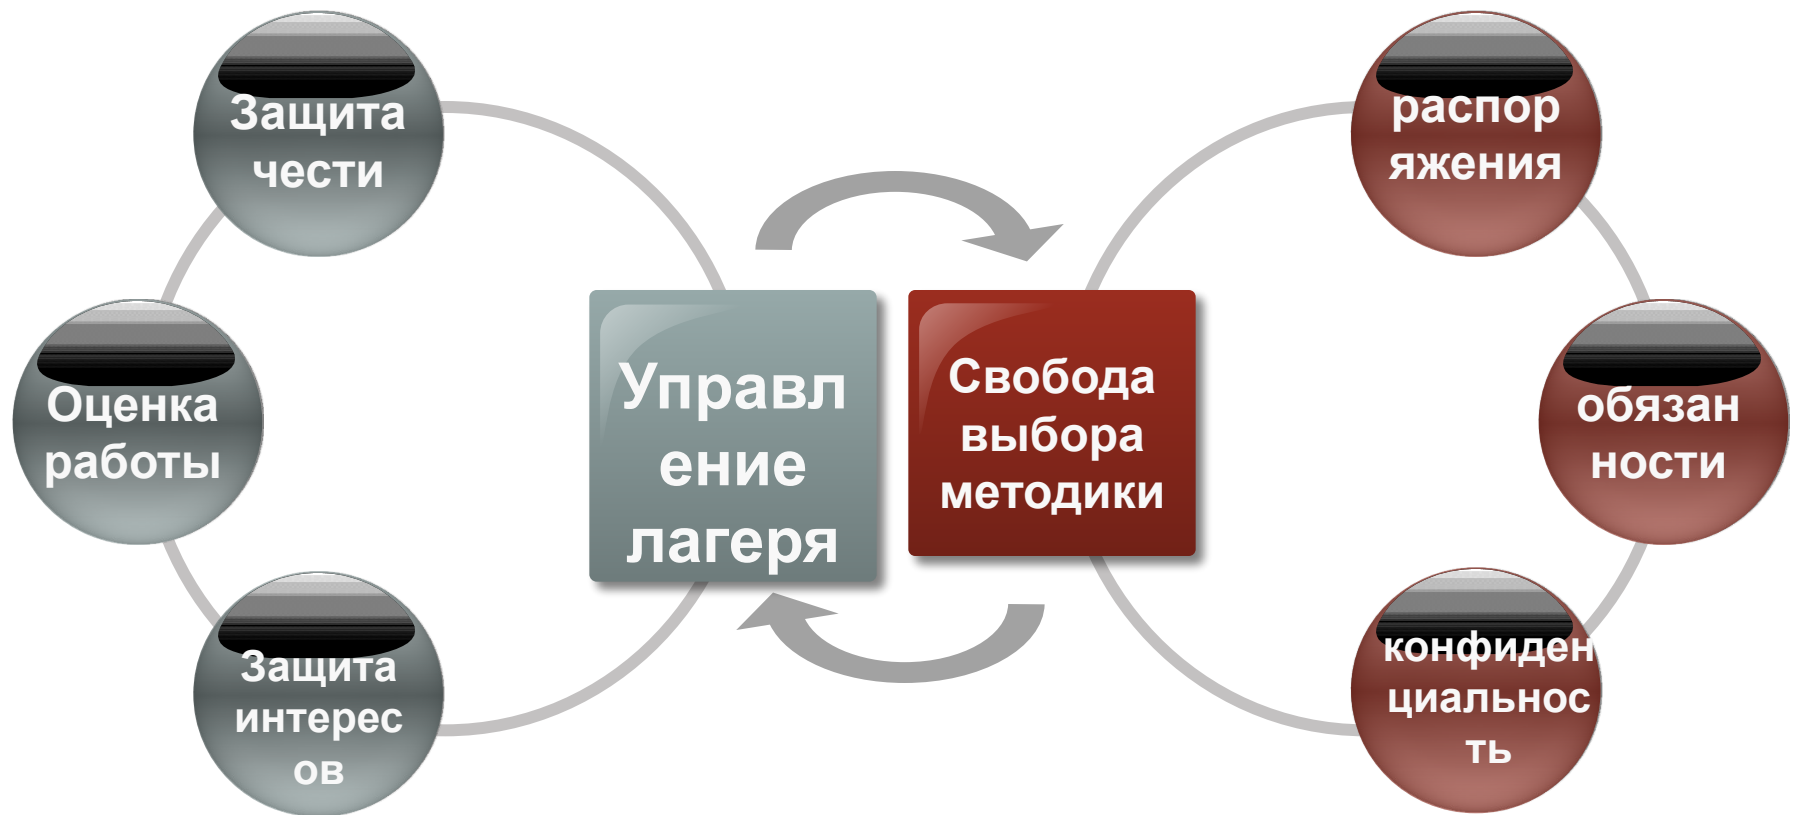 Защита
чести
Оценка
работы
Защита
интерес
ов
Управл
ение
лагеря
Свобода
выбора
методики
распор
яжения
обязан
ности
конфиден
циальнос
ть